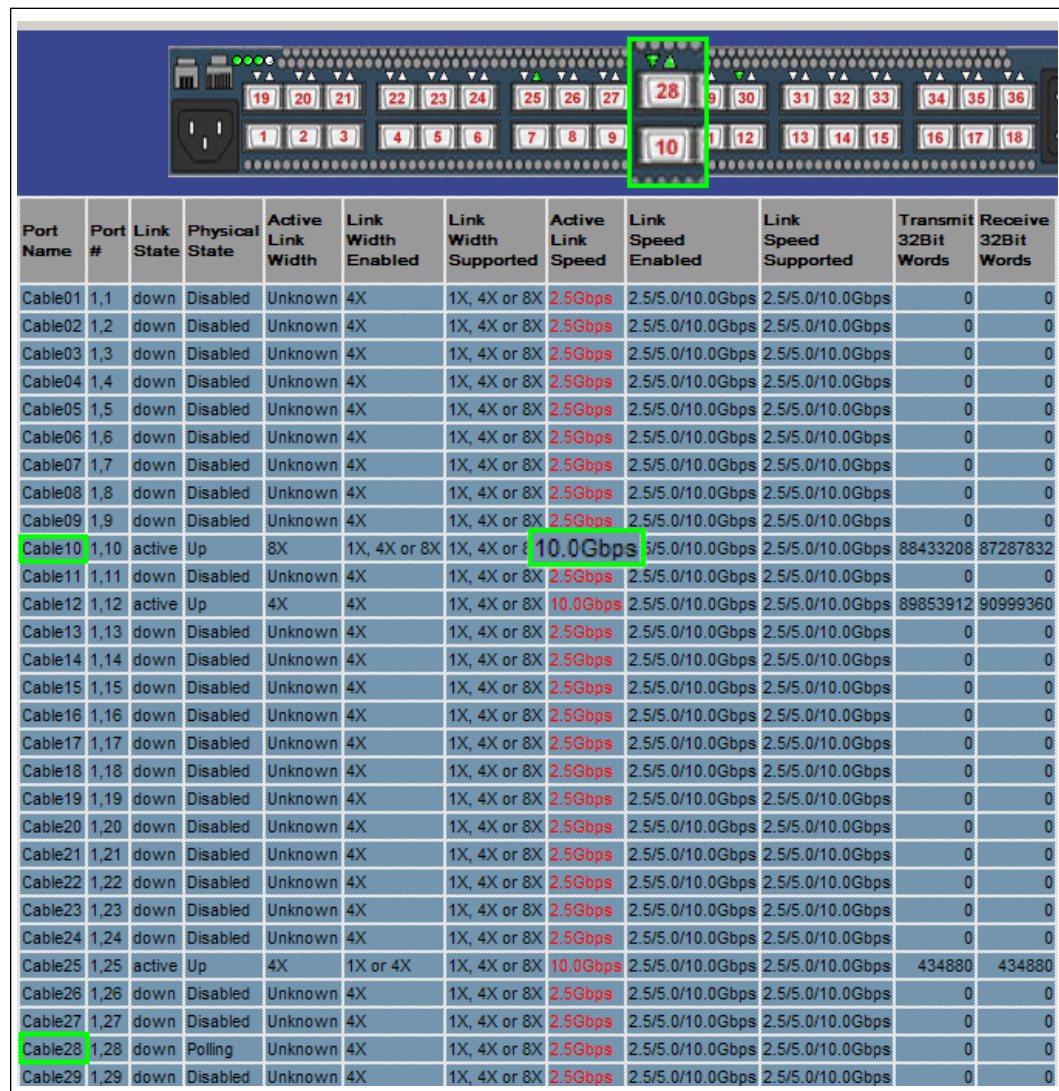 28
19 20 21 22 23 24 25 26 27 9 30 31 32 33 34 35 36
1 2 3 4 5 6 7 8 9 10 1 12 13 14 15 16 17 18
Port Name Port # Link State Physical State Active Link Width Link Width Enabled Link Width Supported Active Link Speed Link Speed Enabled Link Speed Supported Transmit 32Bit Words Receive 32Bit Words
Cable01 1,1 down Disabled Unknown 4X 1X, 4X or 8X 2.5Gbps 2.5/5.0/10.0Gbps 2.5/5.0/10.0Gbps 0 0
Cable02 1,2 down Disabled Unknown 4X 1X, 4X or 8X 2.5Gbps 2.5/5.0/10.0Gbps 2.5/5.0/10.0Gbps 0 0
Cable03 1,3 down Disabled Unknown 4X 1X, 4X or 8X 2.5Gbps 2.5/5.0/10.0Gbps 2.5/5.0/10.0Gbps 0 0
Cable04 1,4 down Disabled Unknown 4X 1X, 4X or 8X 2.5Gbps 2.5/5.0/10.0Gbps 2.5/5.0/10.0Gbps 0 0
Cable05 1,5 down Disabled Unknown 4X 1X, 4X or 8X 2.5Gbps 2.5/5.0/10.0Gbps 2.5/5.0/10.0Gbps 0 0
Cable06 1,6 down Disabled Unknown 4X 1X, 4X or 8X 2.5Gbps 2.5/5.0/10.0Gbps 2.5/5.0/10.0Gbps 0 0
Cable07 1,7 down Disabled Unknown 4X 1X, 4X or 8X 2.5Gbps 2.5/5.0/10.0Gbps 2.5/5.0/10.0Gbps 0 0
Cable08 1,8 down Disabled Unknown 4X 1X, 4X or 8X 2.5Gbps 2.5/5.0/10.0Gbps 2.5/5.0/10.0Gbps 0 0
Cable09 1,9 down Disabled Unknown 4X 1X, 4X or 8X 2.5Gbps 2.5/5.0/10.0Gbps 2.5/5.0/10.0Gbps 0 0
Cable10 1,10 active Up 8X 1X, 4X or 8X 1X, 4X or 10.0Gbps 5/5.0/10.0Gbps 2.5/5.0/10.0Gbps 88433208 87287832
Cable11 1,11 down Disabled Unknown 4X 1X, 4X or 8X 2.5Gbps 2.5/5.0/10.0Gbps 2.5/5.0/10.0Gbps 0 0
Cable12 1,12 active Up 4X 4X 1X, 4X or 8X 10.0Gbps 2.5/5.0/10.0Gbps 2.5/5.0/10.0Gbps 89853912 90999360
Cable13 1,13 down Disabled Unknown 4X 1X, 4X or 8X 2.5Gbps 2.5/5.0/10.0Gbps 2.5/5.0/10.0Gbps 0 0
Cable14 1,14 down Disabled Unknown 4X 1X, 4X or 8X 2.5Gbps 2.5/5.0/10.0Gbps 2.5/5.0/10.0Gbps 0 0
Cable15 1,15 down Disabled Unknown 4X 1X, 4X or 8X 2.5Gbps 2.5/5.0/10.0Gbps 2.5/5.0/10.0Gbps 0 0
Cable16 1,16 down Disabled Unknown 4X 1X, 4X or 8X 2.5Gbps 2.5/5.0/10.0Gbps 2.5/5.0/10.0Gbps 0 0
Cable17 1,17 down Disabled Unknown 4X 1X, 4X or 8X 2.5Gbps 2.5/5.0/10.0Gbps 2.5/5.0/10.0Gbps 0 0
Cable18 1,18 down Disabled Unknown 4X 1X, 4X or 8X 2.5Gbps 2.5/5.0/10.0Gbps 2.5/5.0/10.0Gbps 0 0
Cable19 1,19 down Disabled Unknown 4X 1X, 4X or 8X 2.5Gbps 2.5/5.0/10.0Gbps 2.5/5.0/10.0Gbps 0 0
Cable20 1,20 down Disabled Unknown 4X 1X, 4X or 8X 2.5Gbps 2.5/5.0/10.0Gbps 2.5/5.0/10.0Gbps 0 0
Cable21 1,21 down Disabled Unknown 4X 1X, 4X or 8X 2.5Gbps 2.5/5.0/10.0Gbps 2.5/5.0/10.0Gbps 0 0
Cable22 1,22 down Disabled Unknown 4X 1X, 4X or 8X 2.5Gbps 2.5/5.0/10.0Gbps 2.5/5.0/10.0Gbps 0 0
Cable23 1,23 down Disabled Unknown 4X 1X, 4X or 8X 2.5Gbps 2.5/5.0/10.0Gbps 2.5/5.0/10.0Gbps 0 0
Cable24 1,24 down Disabled Unknown 4X 1X, 4X or 8X 2.5Gbps 2.5/5.0/10.0Gbps 2.5/5.0/10.0Gbps 0 0
Cable25 1,25 active Up 4X 1X or 4X 1X, 4X or 8X 10.0Gbps 2.5/5.0/10.0Gbps 2.5/5.0/10.0Gbps 434880 434880
Cable26 1,26 down Disabled Unknown 4X 1X, 4X or 8X 2.5Gbps 2.5/5.0/10.0Gbps 2.5/5.0/10.0Gbps 0 0
Cable27 1,27 down Disabled Unknown 4X 1X, 4X or 8X 2.5Gbps 2.5/5.0/10.0Gbps 2.5/5.0/10.0Gbps 0 0
Cable28 1,28 down Polling Unknown 4X 1X, 4X or 8X 2.5Gbps 2.5/5.0/10.0Gbps 2.5/5.0/10.0Gbps 0 0
Cable29 1,29 down Disabled Unknown 4X 1X, 4X or 8X 2.5Gbps 2.5/5.0/10.0Gbps 2.5/5.0/10.0Gbps 0 0